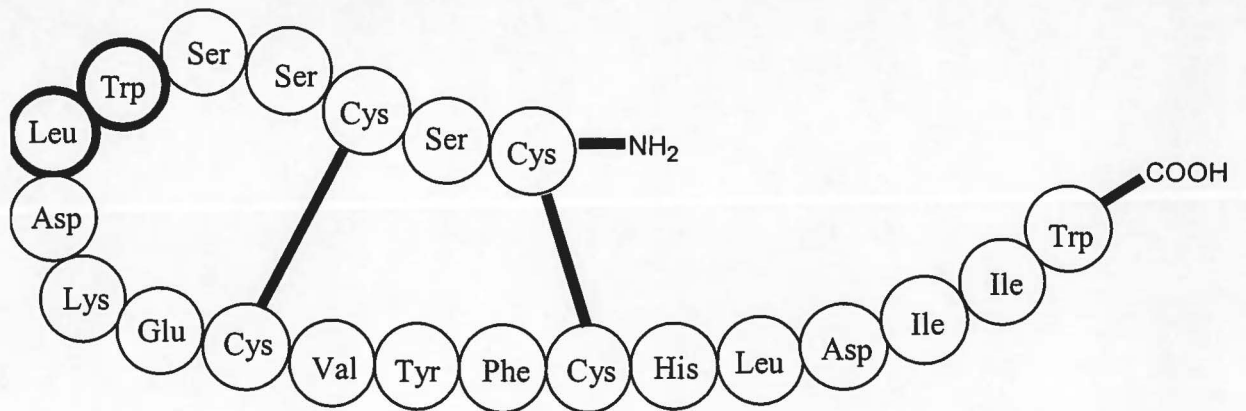 Leu
Trp
Ser
Ser
Cys
Ser
Cys
NH₂
Asp
Lys
Glu
Cys
Val
Tyr
Phe
Cys
His
Leu
Asp
Ile
Ile
Trp
COOH